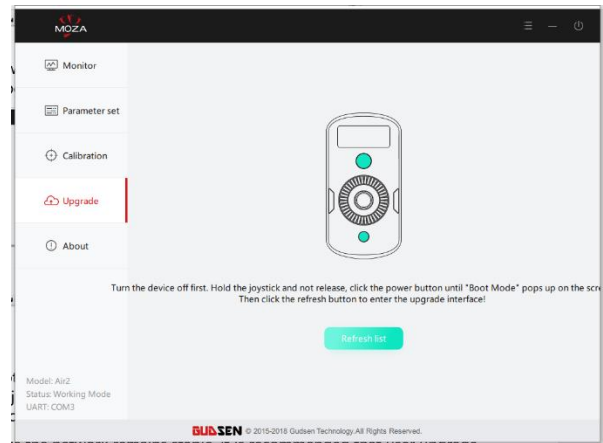 MOZA
Monitor
Parameter set
Calibration
Upgrade
About
Turn the device off first. Hold the joystick and not release, click the power button until "Boot Mode" pops up on the scre
Then click the refresh button to enter the upgrade interface!
Refresh list
Model: Air2
Status: Working Mode
UART: COM3
GUDSEN © 2015-2018 Gudsen Technology.All Rights Reserved.